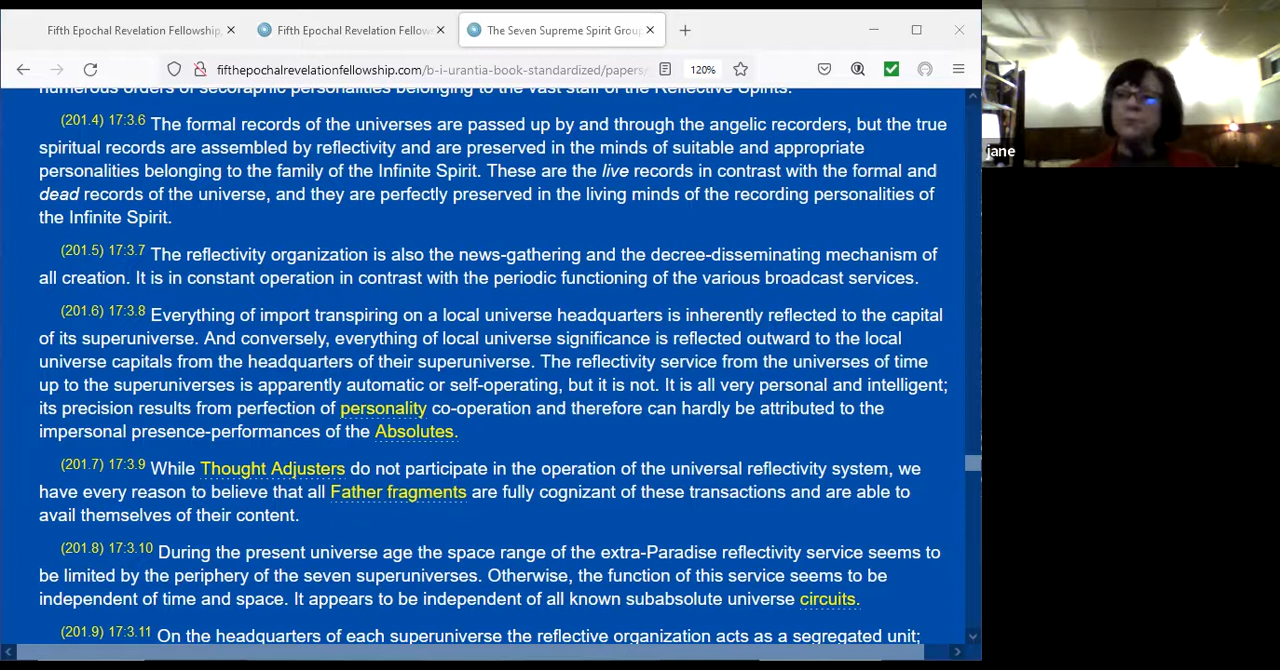 Fifth Epochal Revelation Fellowship,
Fifth Epochal Revelation Fellows
The Seven Supreme Spirit Grou
fifthepochalrevelationfellowship.com/b-i-urantia-book-standardized/papers/
120%
numerous orders of secoraphic personalities belonging to the vast staff of the Reflective Spirits.
(201.4) 17:3.6 The formal records of the universes are passed up by and through the angelic recorders, but the true
spiritual records are assembled by reflectivity and are preserved in the minds of suitable and appropriate
personalities belonging to the family of the Infinite Spirit. These are the live records in contrast with the formal and
dead records of the universe, and they are perfectly preserved in the living minds of the recording personalities of
the Infinite Spirit.
(201.5) 17:3.7 The reflectivity organization is also the news-gathering and the decree-disseminating mechanism of
all creation. It is in constant operation in contrast with the periodic functioning of the various broadcast services.
(201.6) 17:3.8 Everything of import transpiring on a local universe headquarters is inherently reflected to the capital
of its superuniverse. And conversely, everything of local universe significance is reflected outward to the local
universe capitals from the headquarters of their superuniverse. The reflectivity service from the universes of time
up to the superuniverses is apparently automatic or self-operating, but it is not. It is all very personal and intelligent;
its precision results from perfection of personality co-operation and therefore can hardly be attributed to the
impersonal presence-performances of the Absolutes.
(201.7) 17:3.9 While Thought Adjusters do not participate in the operation of the universal reflectivity system, we
have every reason to believe that all Father fragments are fully cognizant of these transactions and are able to
avail themselves of their content.
(201.8) 17:3.10 During the present universe age the space range of the extra-Paradise reflectivity service seems to
be limited by the periphery of the seven superuniverses. Otherwise, the function of this service seems to be
independent of time and space. It appears to be independent of all known subabsolute universe circuits.
(201.9) 17:3.11 On the headquarters of each superuniverse the reflective organization acts as a segregated unit;
jane